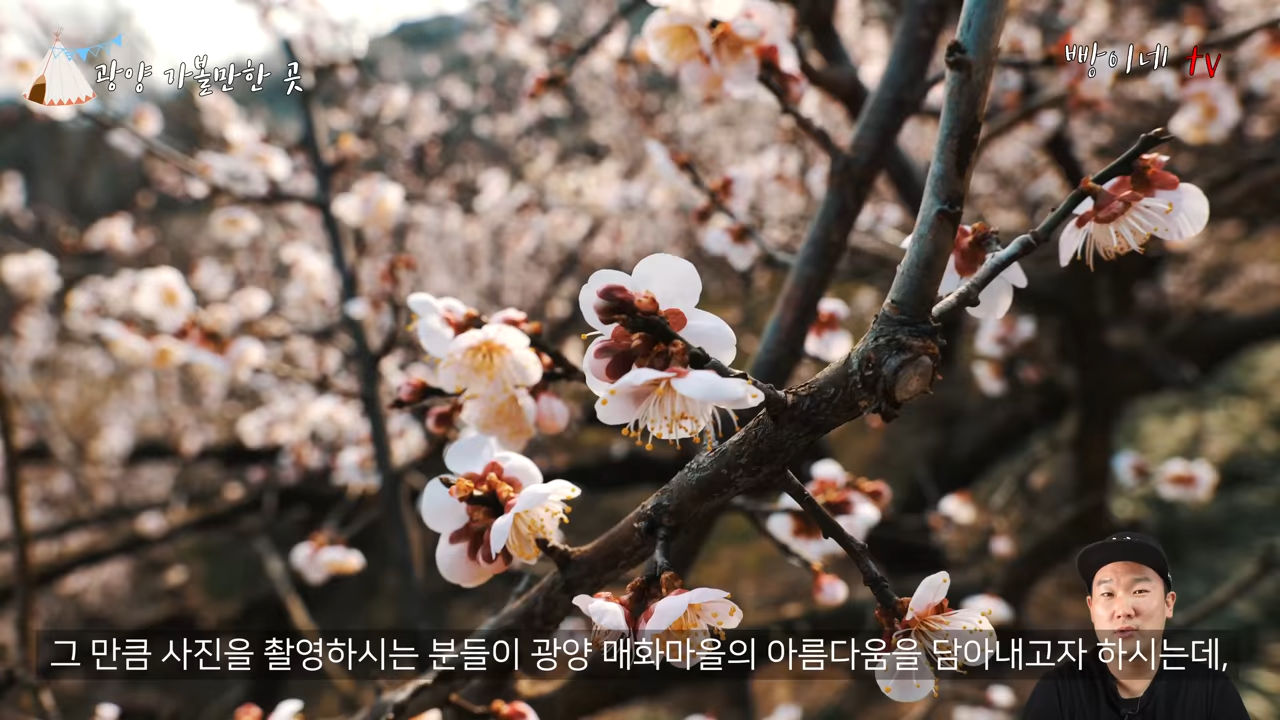 광양 가볼만한 곳
빵이네 tv
그 만큼 사진을 촬영하시는 분들이 광양 매화마을의 아름다움을 담아내고자 하시는데,